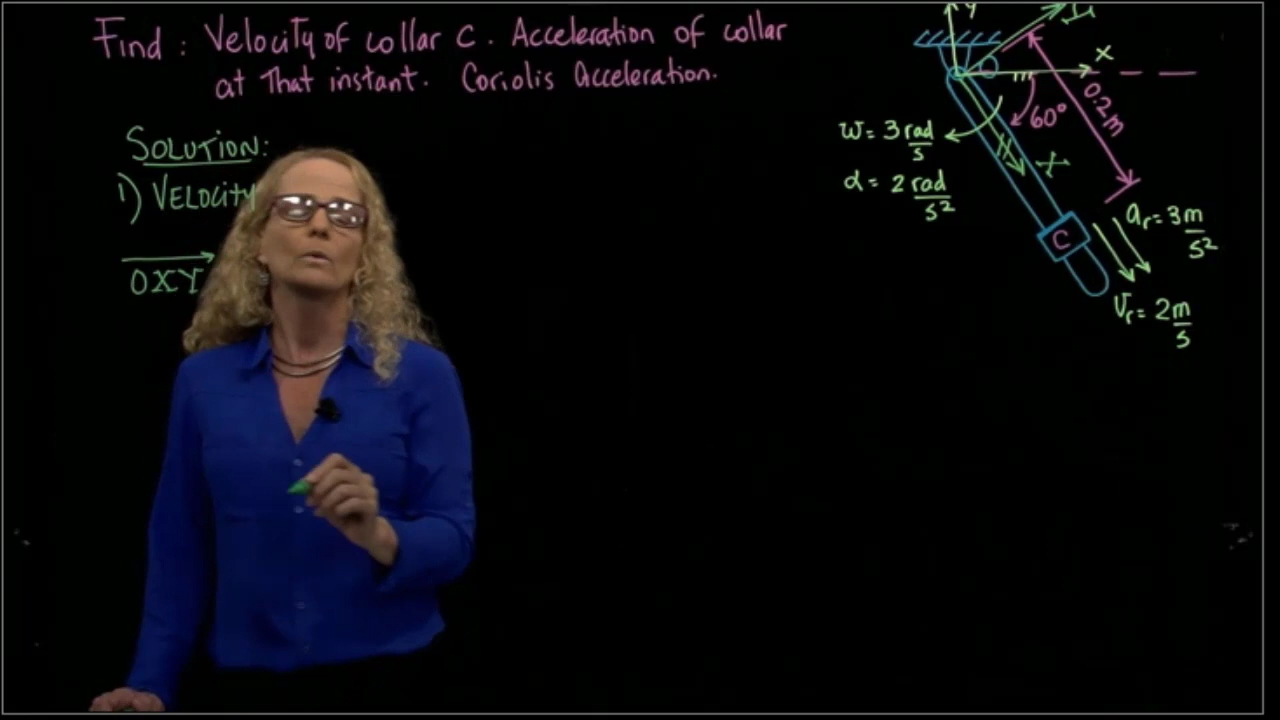 Find : Velocity of collar C. Acceleration of collar
at That instant. Coriolis Acceleration.
SOLUTION:
1) VELOCITY
OXY
Y
X
60°
0.2m
ω = 3 rad/s
α = 2 rad/s²
C
a_r = 3 m/s²
V_r = 2 m/s